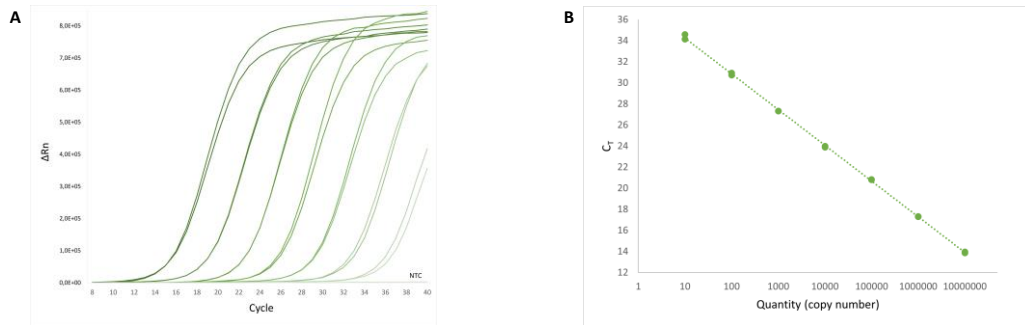 A
8,0E+05
7,0E+05
6,0E+05
5,0E+05
4,0E+05
3,0E+05
2,0E+05
1,0E+05
0,0E+00
ΔRn
NTC
8 10 12 14 16 18 20 22 24 26 28 30 32 34 36 38 40
Cycle
B
36
34
32
30
28
26
24
22
20
18
16
14
12
CT
1 10 100 1000 10000 100000 1000000 10000000
Quantity (copy number)